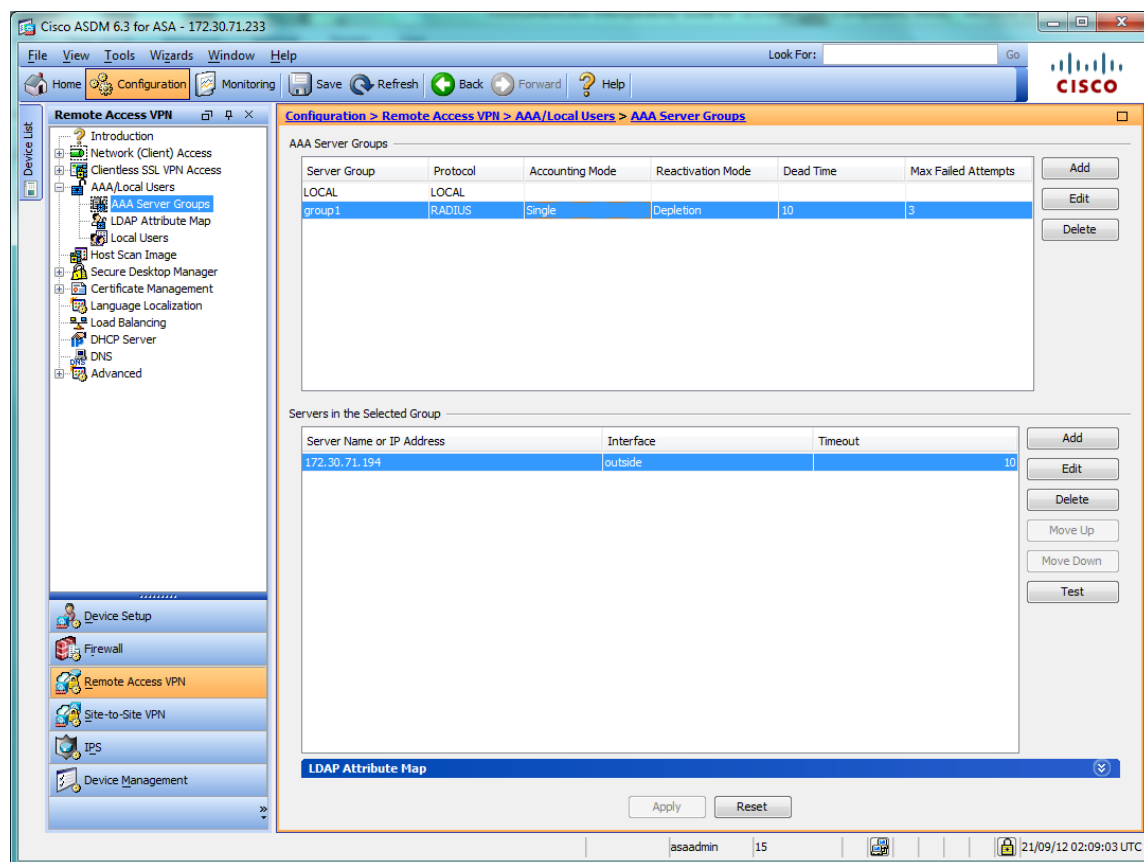 Cisco ASDM 6.3 for ASA - 172.30.71.233
File View Tools Wizards Window Help
Look For:
Go
Home Configuration Monitoring Save Refresh Back Forward Help
CISCO
Device List
Remote Access VPN
Introduction
Network (Client) Access
Clientless SSL VPN Access
AAA/Local Users
AAA Server Groups
LDAP Attribute Map
Local Users
Host Scan Image
Secure Desktop Manager
Certificate Management
Language Localization
Load Balancing
DHCP Server
DNS
DNS
Advanced
Device Setup
Firewall
Remote Access VPN
Site-to-Site VPN
IPS
Device Management
Configuration > Remote Access VPN > AAA/Local Users > AAA Server Groups
AAA Server Groups
Server Group Protocol Accounting Mode Reactivation Mode Dead Time Max Failed Attempts
LOCAL LOCAL
group1 RADIUS Single Depletion 10 3
Add
Edit
Delete
Servers in the Selected Group
Server Name or IP Address Interface Timeout
172.30.71.194 outside 10
Add
Edit
Delete
Move Up
Move Down
Test
LDAP Attribute Map
Apply Reset
asaadmin 15 21/09/12 02:09:03 UTC